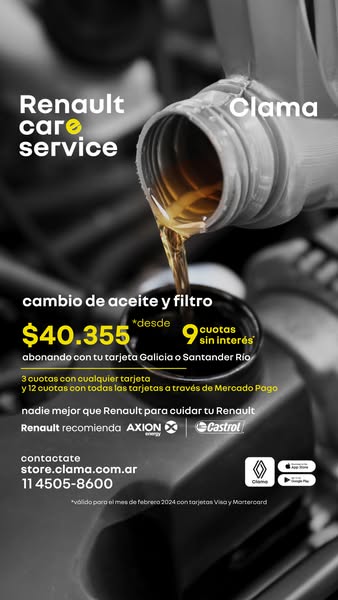 Renault
care
service
Clama
cambio de aceite y filtro
$40.355 *desde 9 cuotas
sin interés*
abonando con tu tarjeta Galicia o Santander Río
3 cuotas con cualquier tarjeta
y 12 cuotas con todas las tarjetas a través de Mercado Pago
nadie mejor que Renault para cuidar tu Renault
Renault recomienda AXION energy Castrol
contactate
store.clama.com.ar
11 4505-8600
Clama
App Store
Google Play
*válido para el mes de febrero 2024 con tarjetas Visa y Mastercard